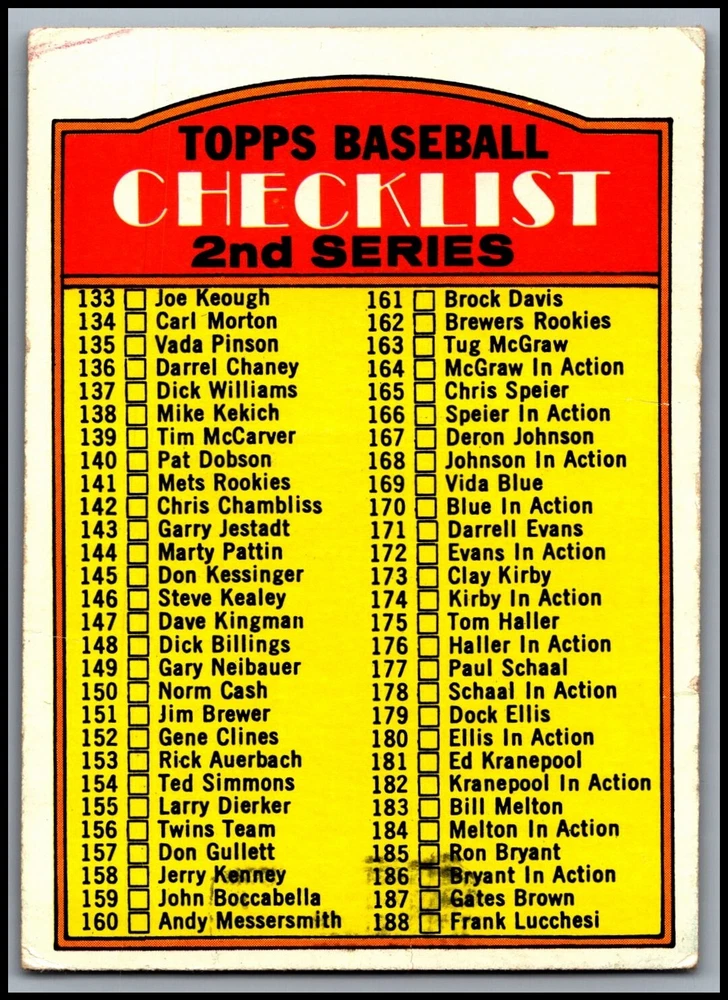 TOPPS BASEBALL
CHECKLIST
2nd SERIES
133 Joe Keough
134 Carl Morton
135 Vada Pinson
136 Darrel Chaney
137 Dick Williams
138 Mike Kekich
139 Tim McCarver
140 Pat Dobson
141 Mets Rookies
142 Chris Chambliss
143 Garry Jestadt
144 Marty Pattin
145 Don Kessinger
146 Steve Kealey
147 Dave Kingman
148 Dick Billings
149 Gary Neibauer
150 Norm Cash
151 Jim Brewer
152 Gene Clines
153 Rick Auerbach
154 Ted Simmons
155 Larry Dierker
156 Twins Team
157 Don Gullett
158 Jerry Kenney
159 John Boccabella
160 Andy Messersmith
161 Brock Davis
162 Brewers Rookies
163 Tug McGraw
164 McGraw In Action
165 Chris Speier
166 Speier In Action
167 Deron Johnson
168 Johnson In Action
169 Vida Blue
170 Blue In Action
171 Darrell Evans
172 Evans In Action
173 Clay Kirby
174 Kirby In Action
175 Tom Haller
176 Haller In Action
177 Paul Schaal
178 Schaal In Action
179 Dock Ellis
180 Ellis In Action
181 Ed Kranepool
182 Kranepool In Action
183 Bill Melton
184 Melton In Action
185 Ron Bryant
186 Bryant In Action
187 Gates Brown
188 Frank Lucchesi